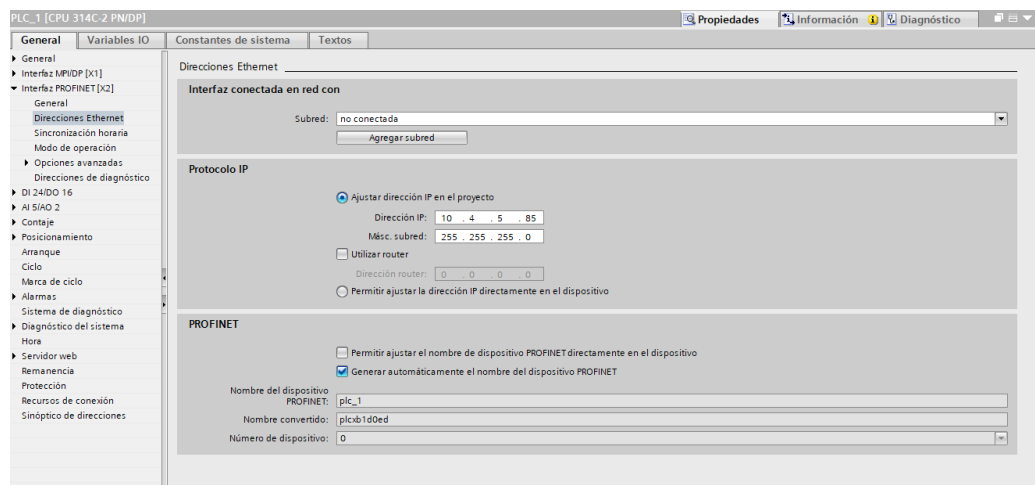 PLC_1 [CPU 314C-2 PN/DP]
Propiedades
Información
Diagnóstico
General
Variables IO
Constantes de sistema
Textos
General
Interfaz MPI/DP [X1]
Interfaz PROFINET [X2]
General
Direcciones Ethernet
Sincronización horaria
Modo de operación
Opciones avanzadas
Direcciones de diagnóstico
DI 24/DO 16
AI 5/AO 2
Contaje
Posicionamiento
Arranque
Ciclo
Marca de ciclo
Alarmas
Sistema de diagnóstico
Diagnóstico del sistema
Hora
Servidor web
Remanencia
Protección
Recursos de conexión
Sinóptico de direcciones
Direcciones Ethernet
Interfaz conectada en red con
Subred: no conectada
Agregar subred
Protocolo IP
Ajustar dirección IP en el proyecto
Dirección IP: 10 . 4 . 5 . 85
Másc. subred: 255 . 255 . 255 . 0
Utilizar router
Dirección router: 0 . 0 . 0 . 0
Permitir ajustar la dirección IP directamente en el dispositivo
PROFINET
Permitir ajustar el nombre de dispositivo PROFINET directamente en el dispositivo
Generar automáticamente el nombre del dispositivo PROFINET
Nombre del dispositivo
PROFINET: plc_1
Nombre convertido: plcxb1d0ed
Número de dispositivo: 0